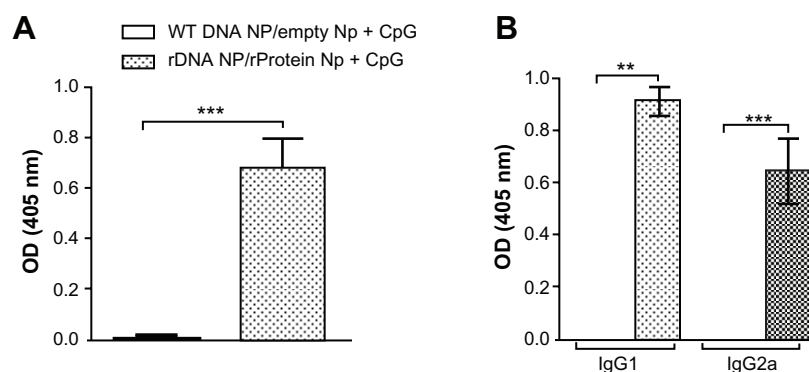 A
WT DNA NP/empty Np + CpG
rDNA NP/rProtein Np + CpG
1.0
0.8
0.6
0.4
0.2
0.0
OD (405 nm)
***
B
1.0
0.8
0.6
0.4
0.2
0.0
OD (405 nm)
**
***
IgG1
IgG2a